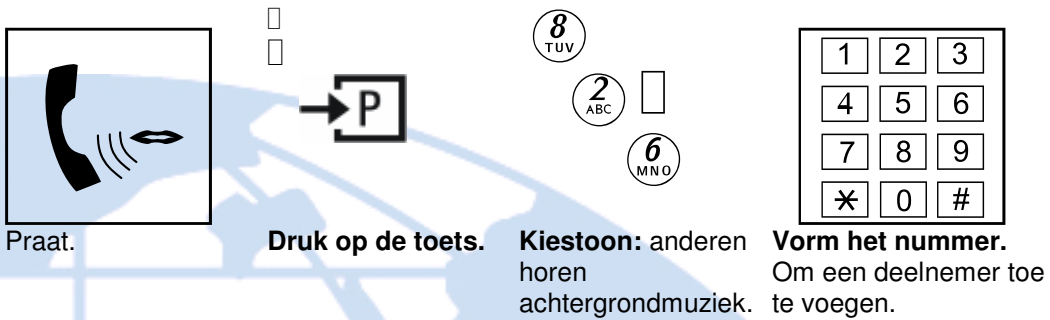 P
8
TUV
2
ABC
6
MNO
1 2 3
4 5 6
7 8 9
* 0 #
Praat.
Druk op de toets.
Kiestoon: anderen
horen
achtergrondmuziek.
Vorm het nummer.
Om een deelnemer toe
te voegen.